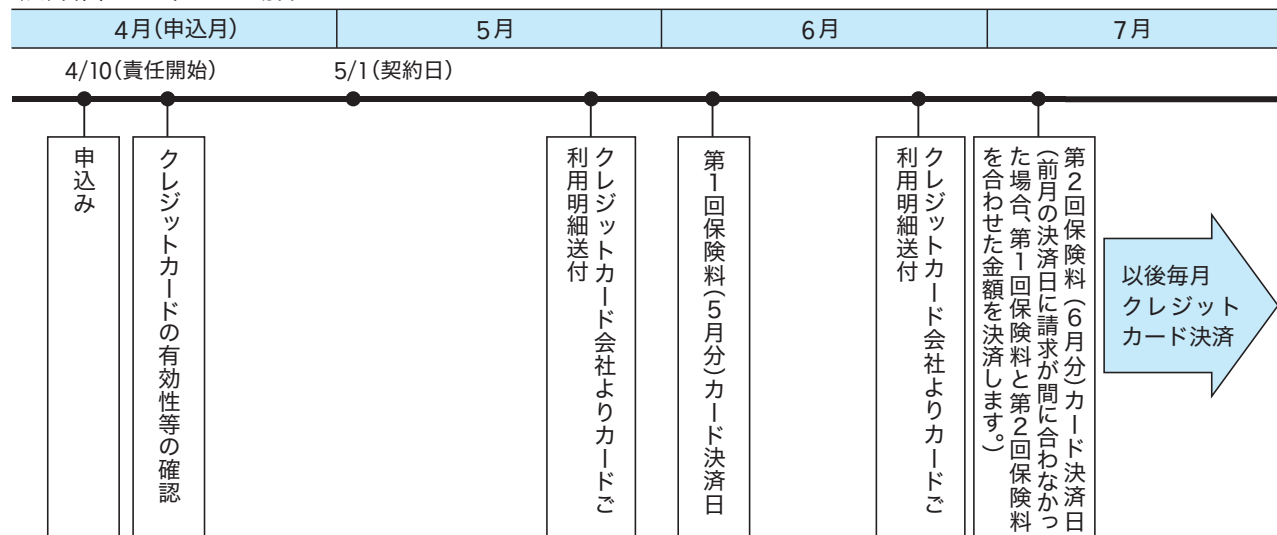 4月(申込月)
5月
6月
7月
4/10(責任開始)
5/1(契約日)
申込み
クレジットカードの有効性等の確認
クレジットカード会社よりカードご
利用明細送付
第1回保険料(5月分)カード決済日
クレジットカード会社よりカードご
利用明細送付
第2回保険料(6月分)カード決済日
(前月の決済日に請求が間に合わなかっ
た場合、第1回保険料と第2回保険料
を合わせた金額を決済します。)
以後毎月
クレジット
カード決済